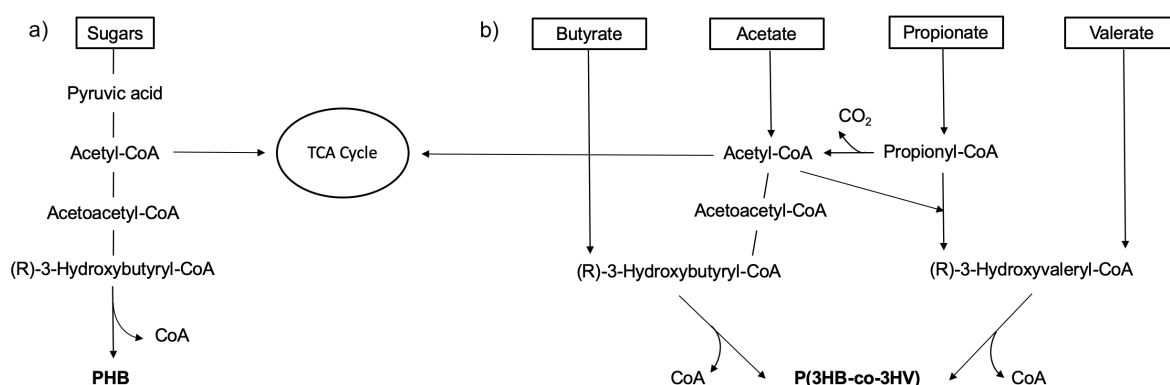 a)
Sugars
Pyruvic acid
Acetyl-CoA
TCA Cycle
Acetoacetyl-CoA
(R)-3-Hydroxybutyryl-CoA
CoA
PHB
b)
Butyrate
Acetate
Propionate
Valerate
CO₂
Acetyl-CoA
Propionyl-CoA
Acetoacetyl-CoA
(R)-3-Hydroxybutyryl-CoA
(R)-3-Hydroxyvaleryl-CoA
CoA
P(3HB-co-3HV)
CoA